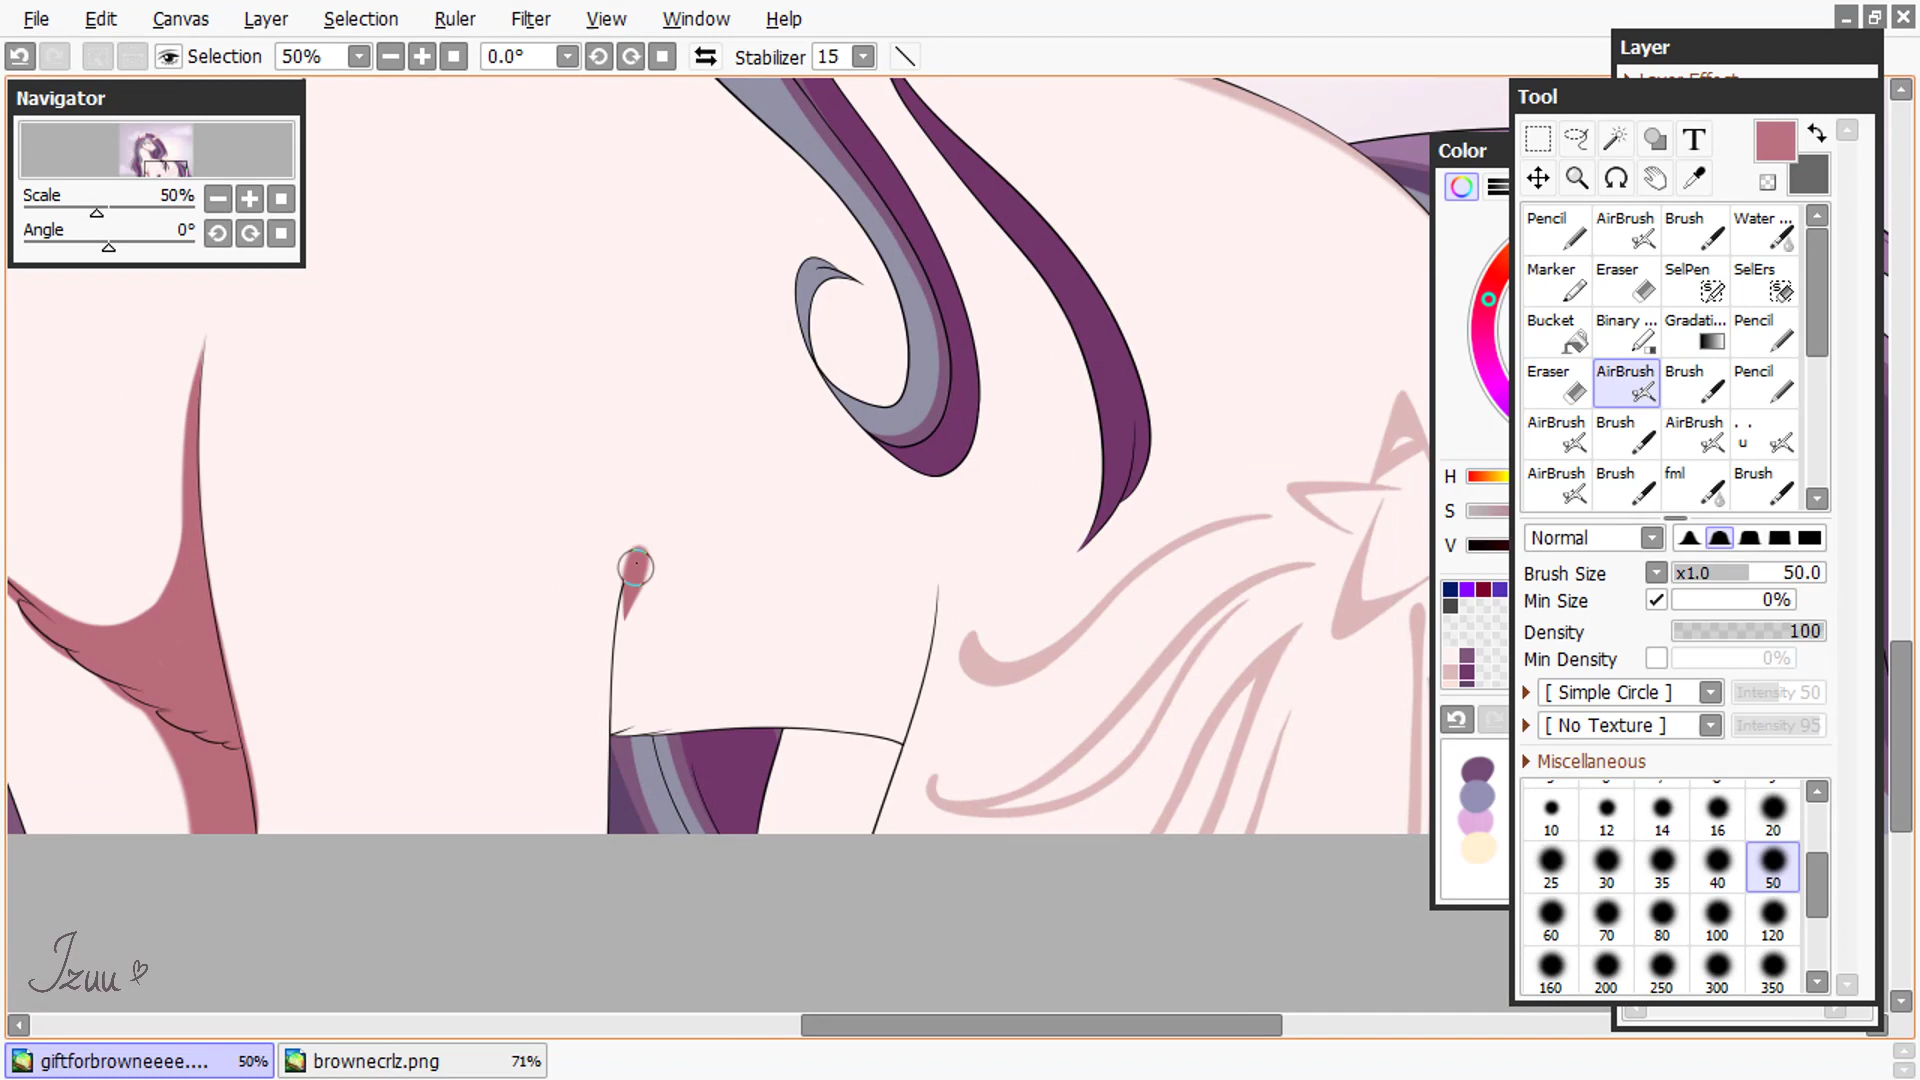 File Edit Canvas Layer Selection Ruler Filter View Window Help
Selection 50% 0.0° Stabilizer 15
Navigator
Scale 50%
Angle 0°
Layer
Tool
Color
T
Pencil AirBrush Brush Water ...
Marker Eraser SelPen SelErs
Bucket Binary ... Gradati... Pencil
Eraser AirBrush Brush Pencil
AirBrush Brush AirBrush . .
u
AirBrush Brush fml Brush
H
S
V
Normal
Brush Size x1.0 50.0
Min Size 0%
Density 100
Min Density 0%
[ Simple Circle ] Intensity 50
[ No Texture ] Intensity 95
Miscellaneous
10 12 14 16 20
25 30 35 40 50
60 70 80 100 120
160 200 250 300 350
Izuu
giftforbrowneeee.... 50% brownecrlz.png 71%